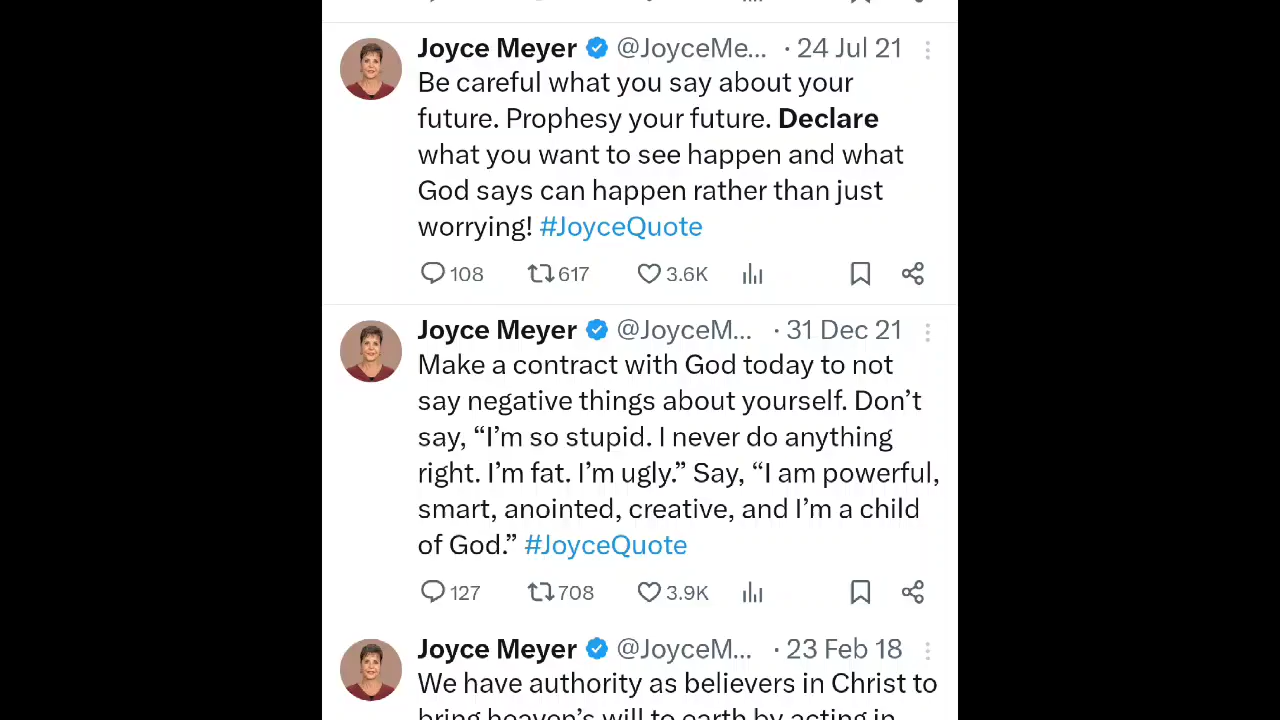 Joyce Meyer @JoyceMe... · 24 Jul 21
Be careful what you say about your
future. Prophesy your future. Declare
what you want to see happen and what
God says can happen rather than just
worrying! #JoyceQuote
108 617 3.6K
Joyce Meyer @JoyceM... · 31 Dec 21
Make a contract with God today to not
say negative things about yourself. Don’t
say, “I’m so stupid. I never do anything
right. I’m fat. I’m ugly.” Say, “I am powerful,
smart, anointed, creative, and I’m a child
of God.” #JoyceQuote
127 708 3.9K
Joyce Meyer @JoyceM... · 23 Feb 18
We have authority as believers in Christ to
bring heaven’s will to earth by acting in